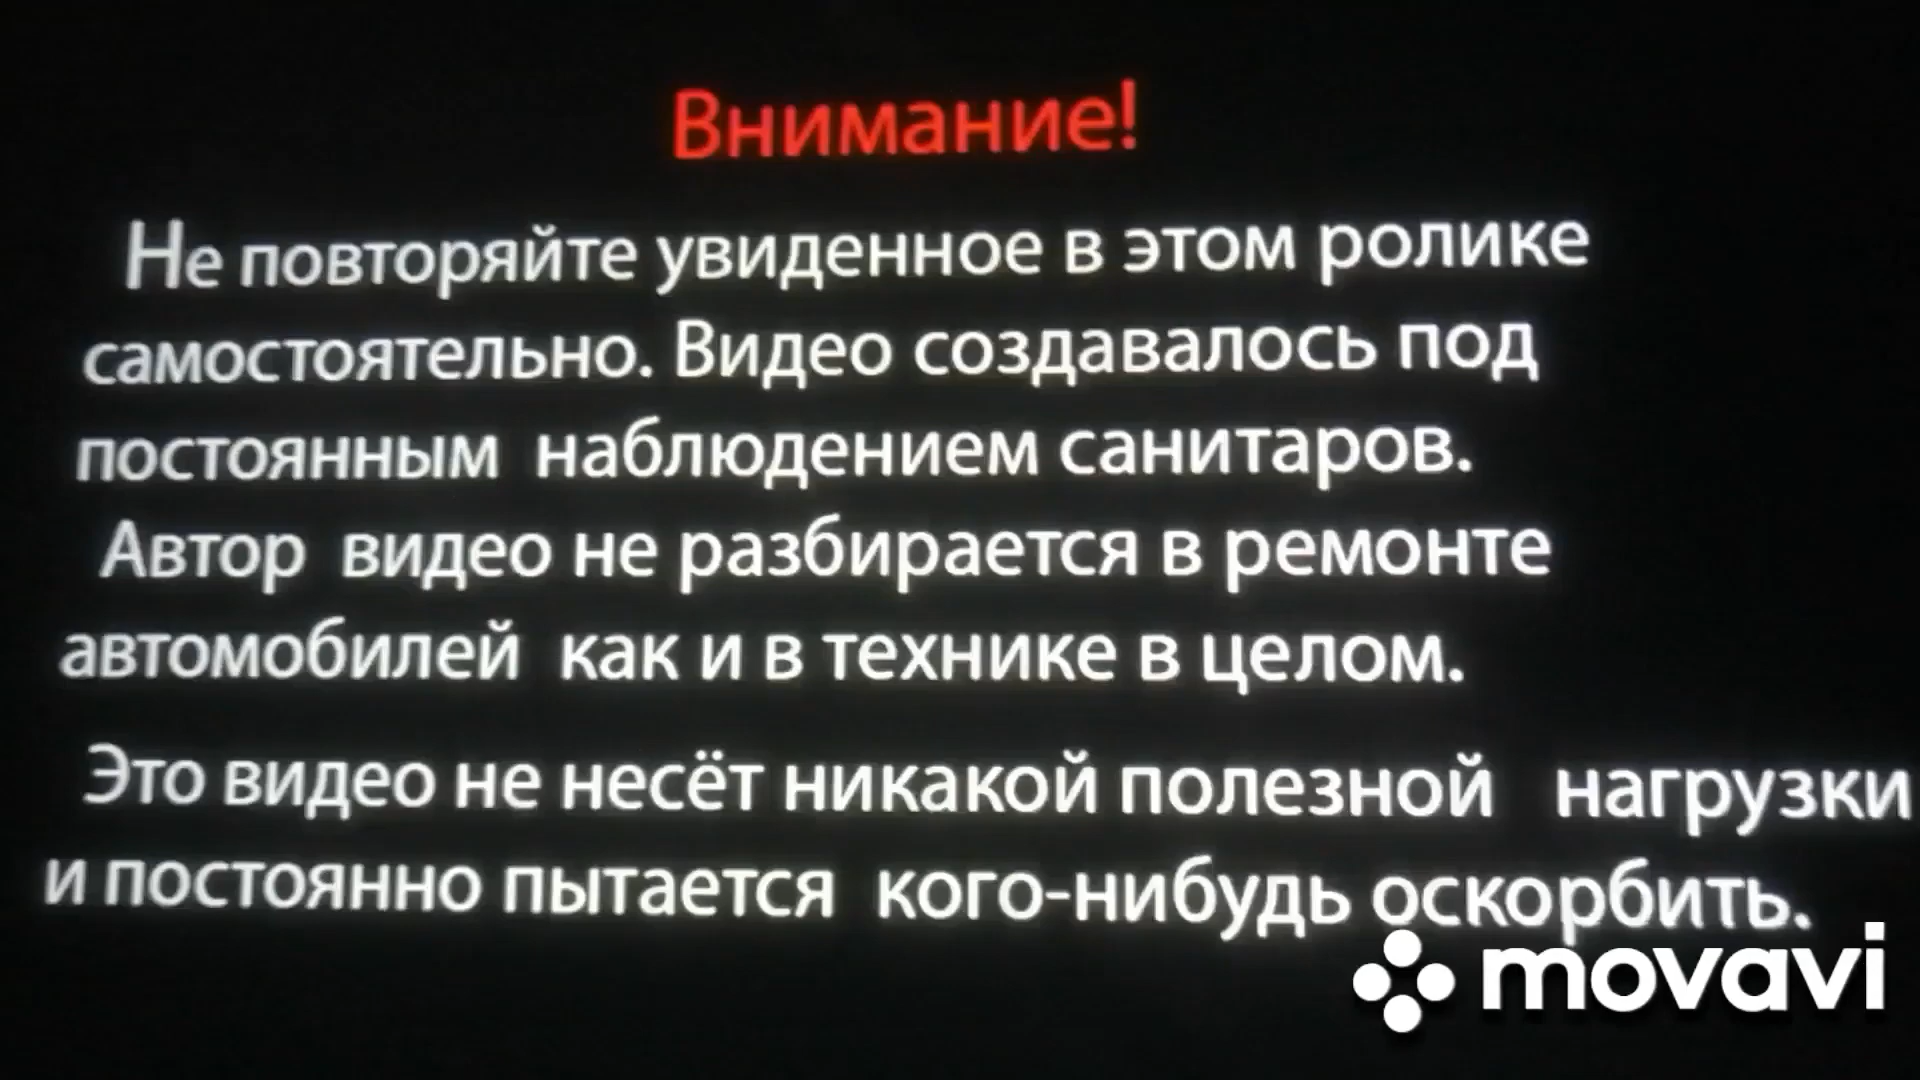 Внимание!
Не повторяйте увиденное в этом ролике
самостоятельно. Видео создавалось под
постоянным наблюдением санитаров.
Автор видео не разбирается в ремонте
автомобилей как и в технике в целом.
Это видео не несёт никакой полезной нагрузки
и постоянно пытается кого-нибудь оскорбить.
movavi